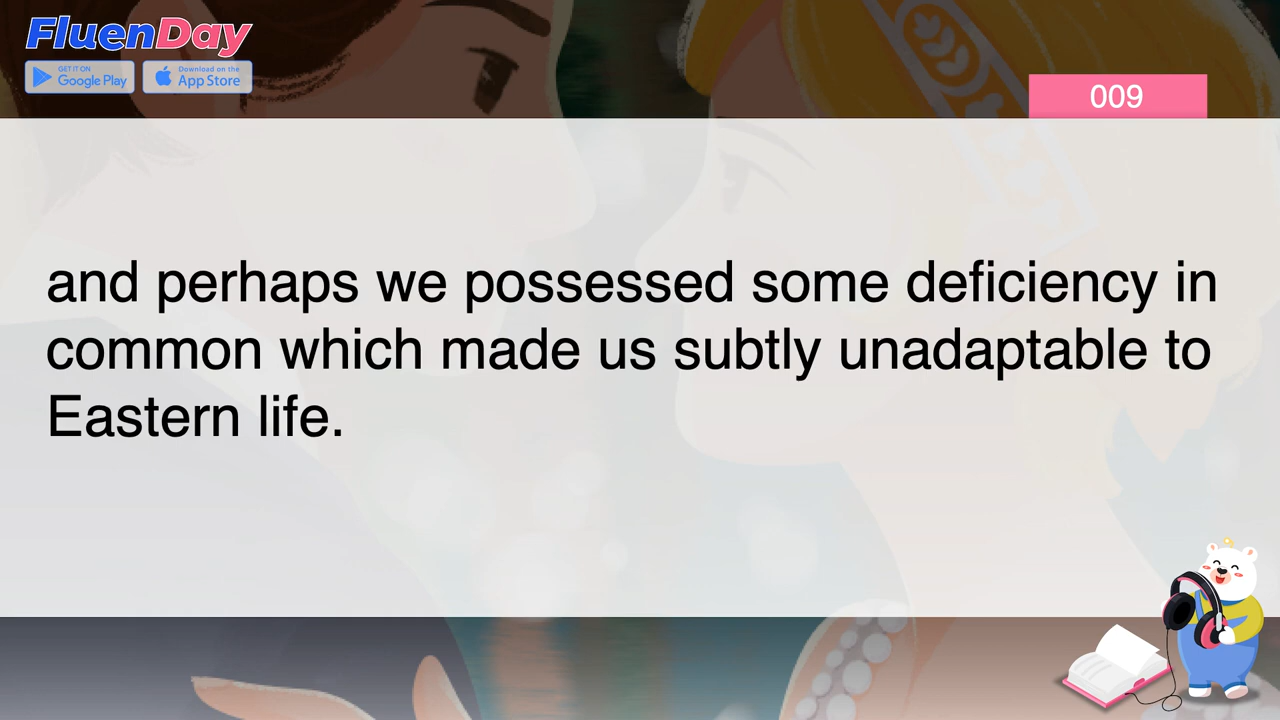 FluenDay
GET IT ON
Google Play
Download on the
App Store
009
and perhaps we possessed some deficiency in
common which made us subtly unadaptable to
Eastern life.